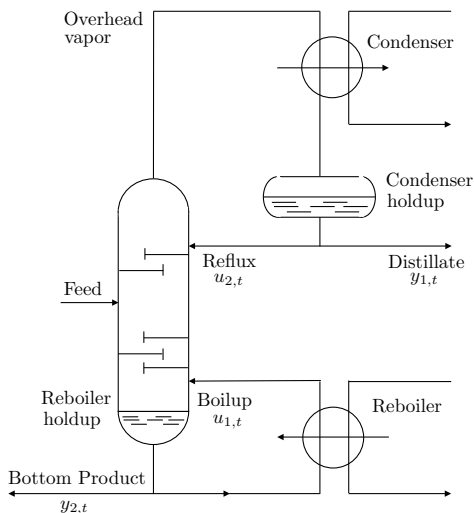 Overhead
vapor
Condenser
Condenser
holdup
Reflux
u2,t
Distillate
y1,t
Feed
Reboiler
holdup
Boilup
u1,t
Reboiler
Bottom Product
y2,t